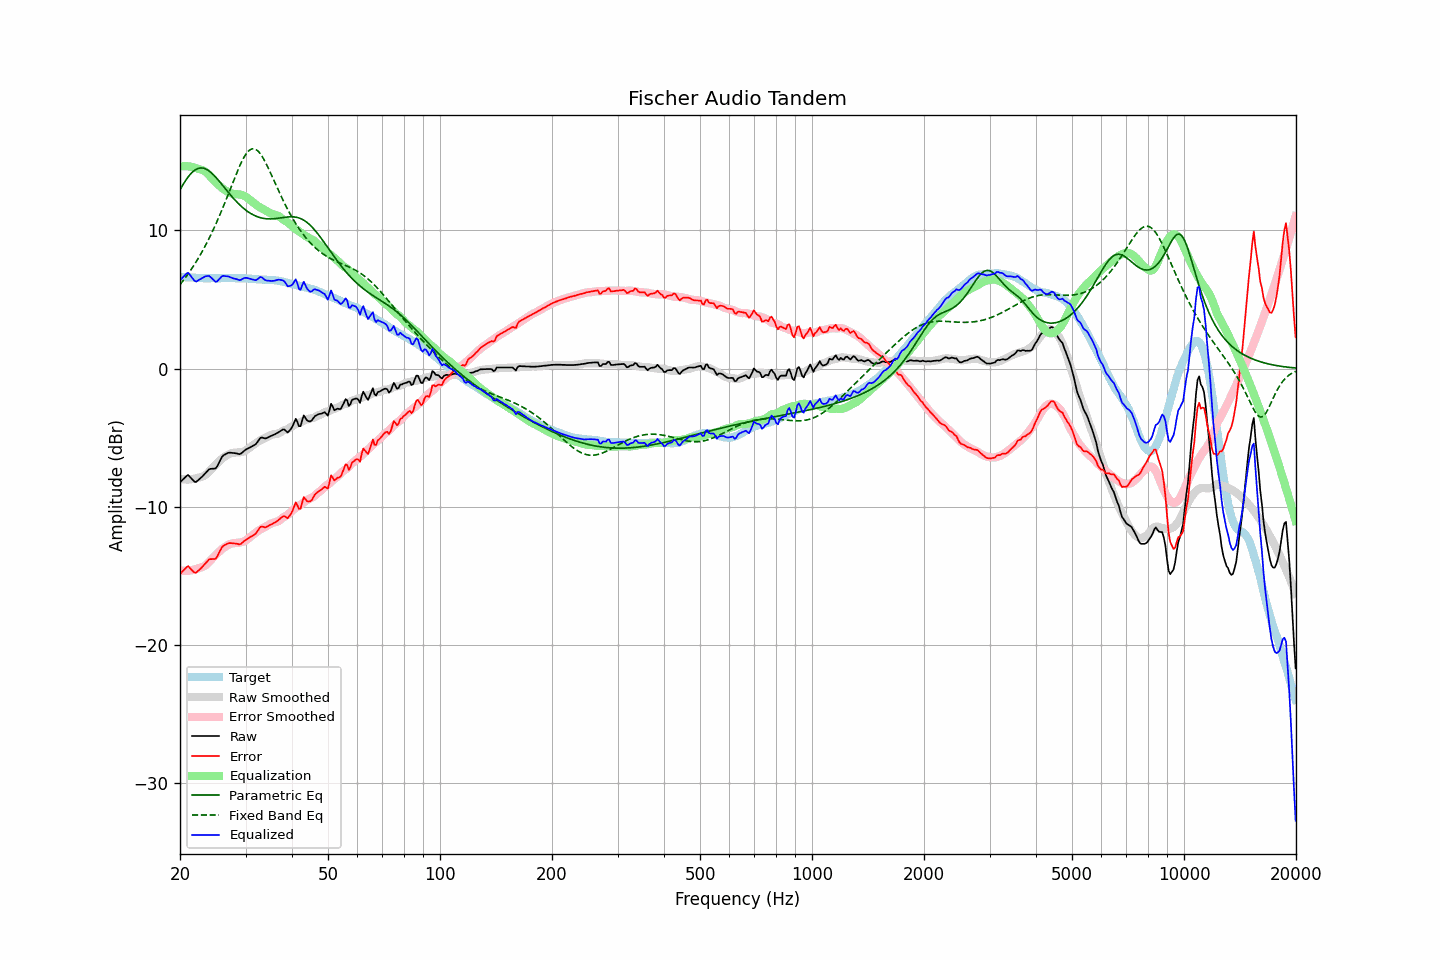 Fischer Audio Tandem
Amplitude (dBr)
10
0
−10
−20
−30
Target
Raw Smoothed
Error Smoothed
Raw
Error
Equalization
Parametric Eq
Fixed Band Eq
Equalized
20 50 100 200 500 1000 2000 5000 10000 20000
Frequency (Hz)